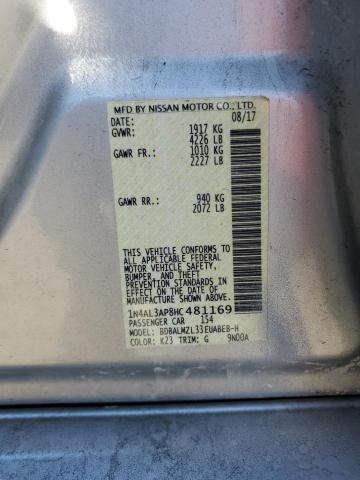 MFD BY NISSAN MOTOR CO., LTD.
DATE: 08/17
GVWR: 1917 KG
4226 LB
GAWR FR.: 1010 KG
2227 LB
GAWR RR.: 940 KG
2072 LB
THIS VEHICLE CONFORMS TO
ALL APPLICABLE FEDERAL
MOTOR VEHICLE SAFETY,
BUMPER, AND THEFT
PREVENTION STANDARDS IN
EFFECT ON THE DATE OF
MANUFACTURE SHOWN ABOVE.
1N4AL3AP8HC481169
PASSENGER CAR 154
MODEL: BDBALMZL33EUABEB-H
COLOR: K23 TRIM: G 9N00A